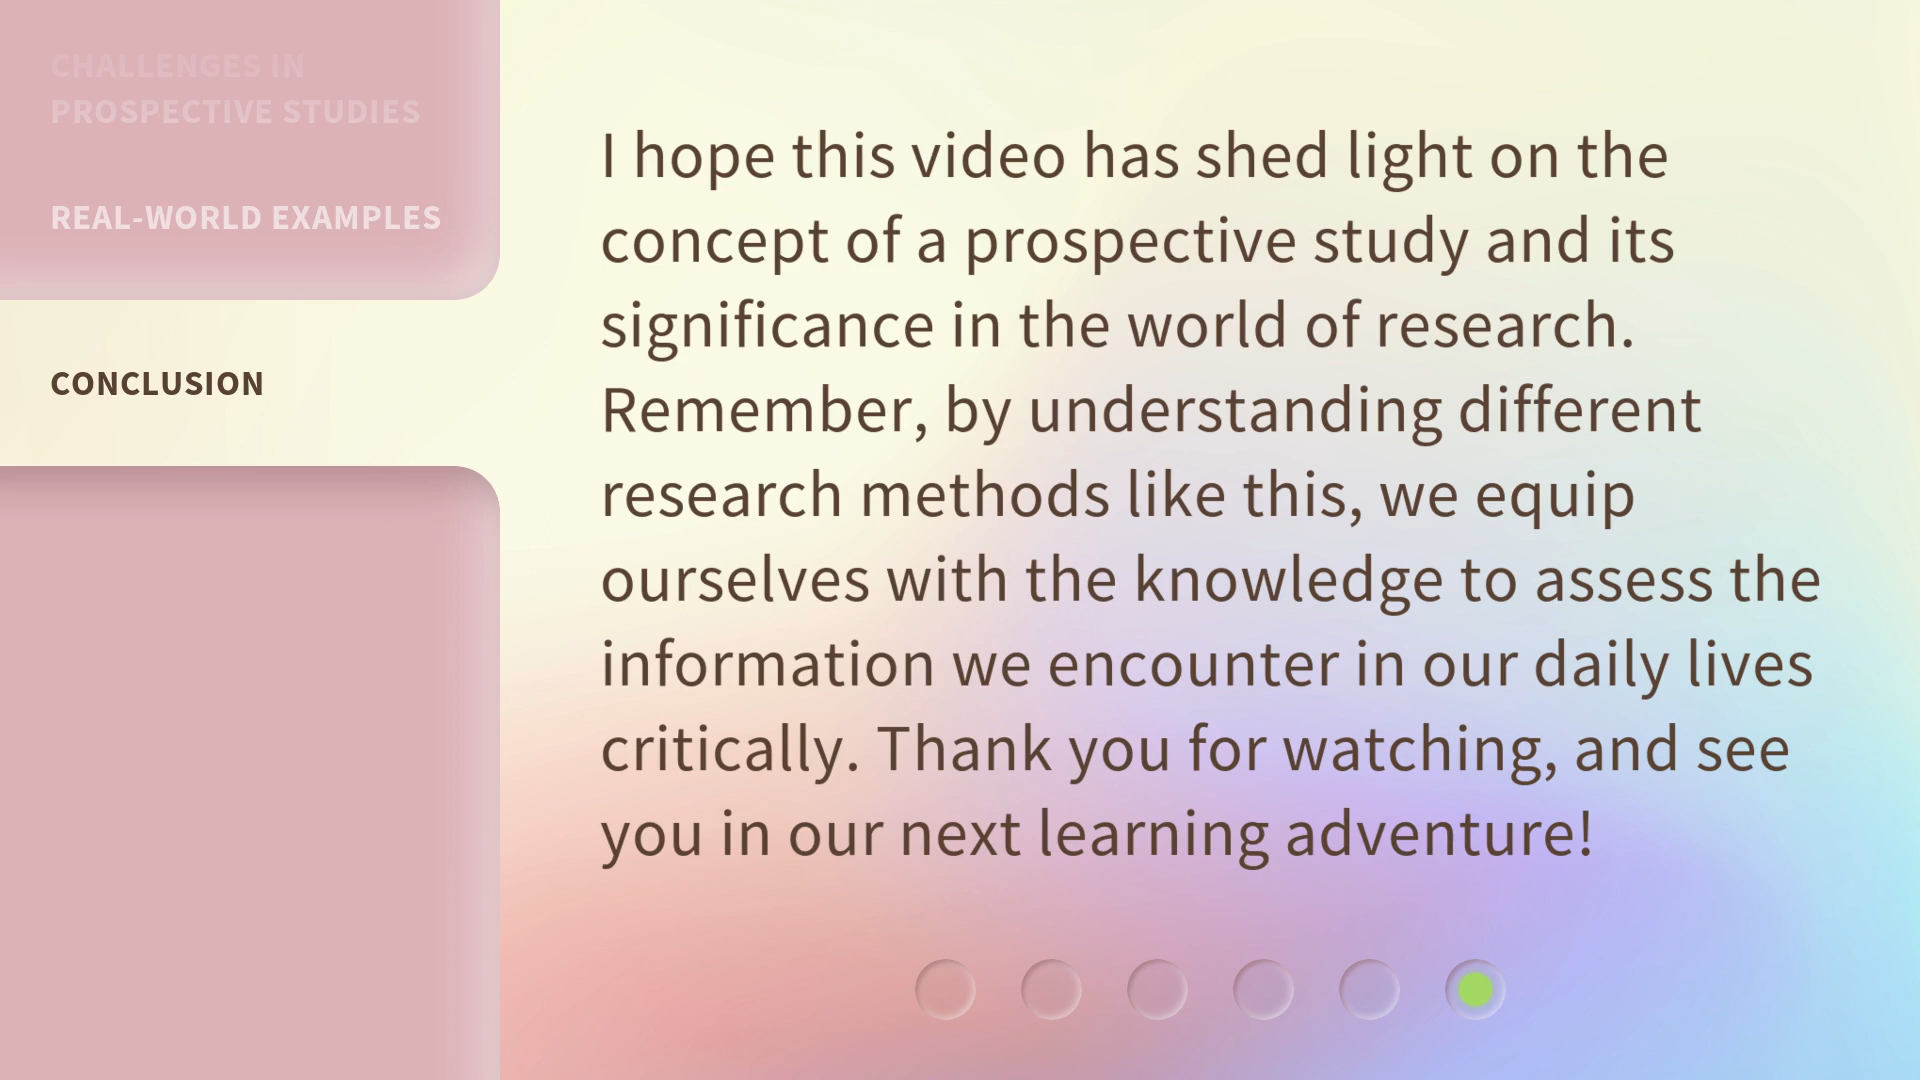 CHALLENGES IN
PROSPECTIVE STUDIES
REAL-WORLD EXAMPLES
CONCLUSION
I hope this video has shed light on the
concept of a prospective study and its
significance in the world of research.
Remember, by understanding different
research methods like this, we equip
ourselves with the knowledge to assess the
information we encounter in our daily lives
critically. Thank you for watching, and see
you in our next learning adventure!